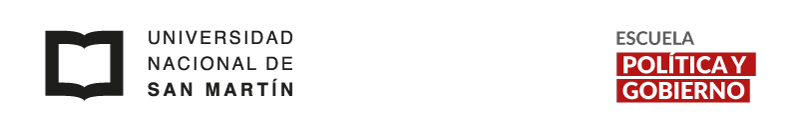 UNIVERSIDAD
NACIONAL DE
SAN MARTÍN
ESCUELA
POLÍTICA Y
GOBIERNO